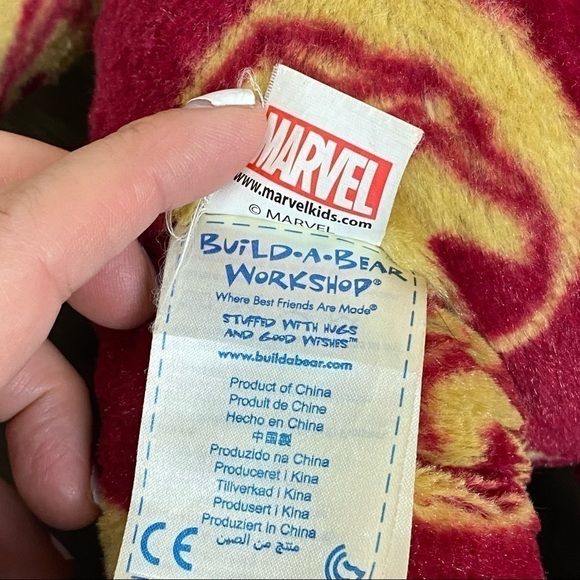 MARVEL
www.marvelkids.com
© MARVEL
BUILD-A-BEAR
WORKSHOP®
Where Best Friends Are Made®
STUFFED WITH HUGS
AND GOOD WISHES™
www.buildabear.com
Product of China
Produit de Chine
Hecho en China
中國製
Produzido na China
Produceret i Kina
Tillverkad i Kina
Produsert i Kina
Produziert in China
منتج من الصين
CE